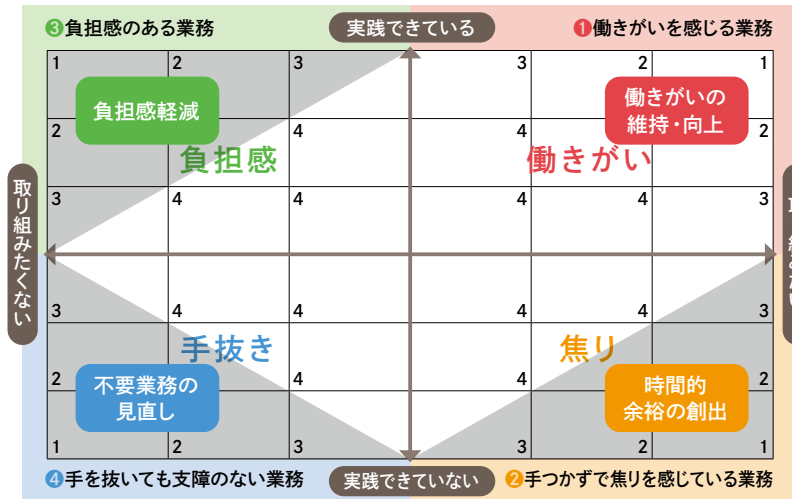 ❸負担感のある業務
実践できている
❶働きがいを感じる業務
1 2 3 3 2 1
負担感軽減
働きがいの
維持・向上
2 4 4 2
負担感
働きがい
3 4 4 4 4 3
取り組みたくない
3 4 4 4 4 3
手抜き
焦り
2 4 4 2
不要業務の
見直し
時間的
余裕の創出
1 2 3 3 2 1
❹手を抜いても支障のない業務
実践できていない
❷手つかずで焦りを感じている業務